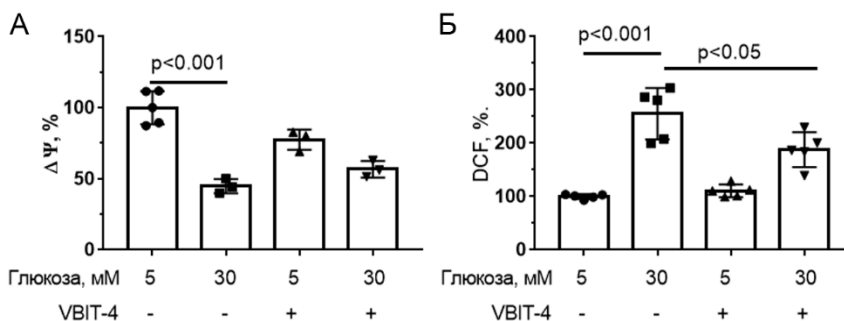 А
150
100
50
0
ΔΨ, %
p<0.001
Глюкоза, мМ 5 30 5 30
VBIT-4 - - + +
Б
400
300
200
100
0
DCF, %.
p<0.001
p<0.05
Глюкоза, мМ 5 30 5 30
VBIT-4 - - + +